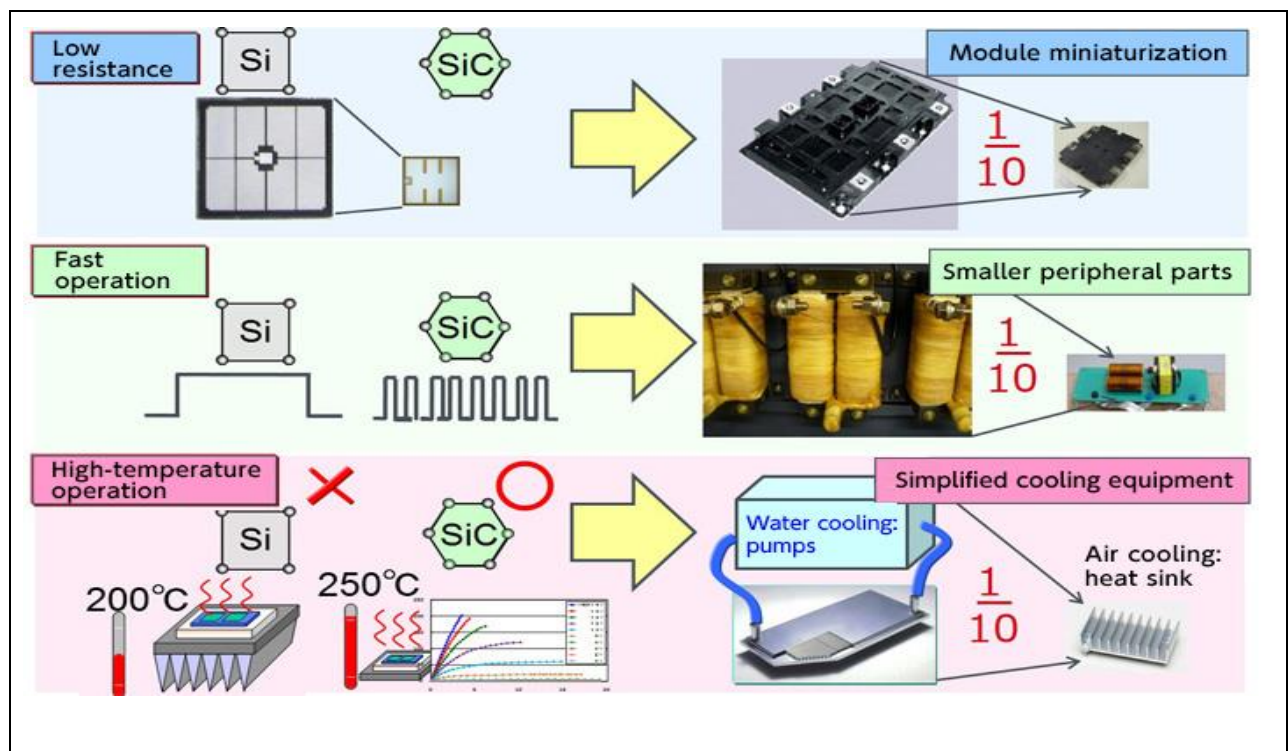 Low
resistance
Si
SiC
Module miniaturization
1
10
Fast
operation
Si
SiC
Smaller peripheral parts
1
10
High-temperature
operation
Si
SiC
Simplified cooling equipment
200°C
250°C
Water cooling:
pumps
1
10
Air cooling:
heat sink